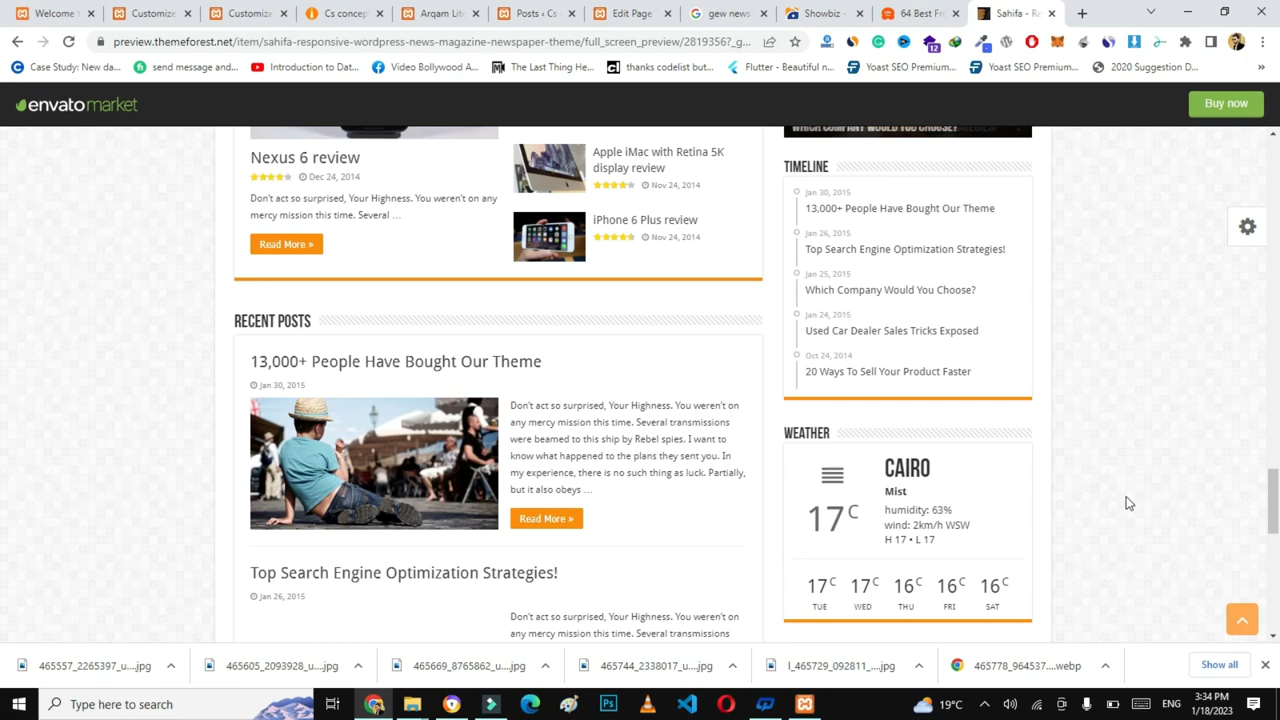 Welcome
Customize
Customize
Cs concep
Arqam Lite
Posts ‹ Cs
Edit Page
gew news
Showbiz -
64 Best Fre
Sahifa - Re
preview.themeforest.net/item/sahifa-responsive-wordpress-news-magazine-newspaper-theme/full_screen_preview/2819356?_g...
12
Case Study: New da...
send message and...
Introduction to Dat...
Video Bollywood A...
The Last Thing He...
thanks codelist but...
Flutter - Beautiful n...
Yoast SEO Premium...
Yoast SEO Premium...
2020 Suggestion D...
»
envatomarket
Buy now
WHICH COMPANY WOULD YOU CHOOSE?
Nexus 6 review
Dec 24, 2014
Don't act so surprised, Your Highness. You weren't on any
mercy mission this time. Several …
Read More »
Apple iMac with Retina 5K
display review
Nov 24, 2014
iPhone 6 Plus review
Nov 24, 2014
TIMELINE
Jan 30, 2015
13,000+ People Have Bought Our Theme
Jan 26, 2015
Top Search Engine Optimization Strategies!
Jan 25, 2015
Which Company Would You Choose?
Jan 24, 2015
Used Car Dealer Sales Tricks Exposed
Oct 24, 2014
20 Ways To Sell Your Product Faster
RECENT POSTS
13,000+ People Have Bought Our Theme
Jan 30, 2015
Don't act so surprised, Your Highness. You weren't on
any mercy mission this time. Several transmissions
were beamed to this ship by Rebel spies. I want to
know what happened to the plans they sent you. In
my experience, there is no such thing as luck. Partially,
but it also obeys …
Read More »
Top Search Engine Optimization Strategies!
Jan 26, 2015
Don't act so surprised, Your Highness. You weren't on
any mercy mission this time. Several transmissions
WEATHER
CAIRO
Mist
17 C
humidity: 63%
wind: 2km/h WSW
H 17 • L 17
17 C 17 C 16 C 16 C 16 C
TUE WED THU FRI SAT
465557_2265397_u....jpg
465605_2093928_u....jpg
465669_8765862_u....jpg
465744_2338017_u....jpg
l_465729_092811_....jpg
465778_964537....webp
Show all
Type here to search
Ps
19°C
ENG
3:34 PM
1/18/2023